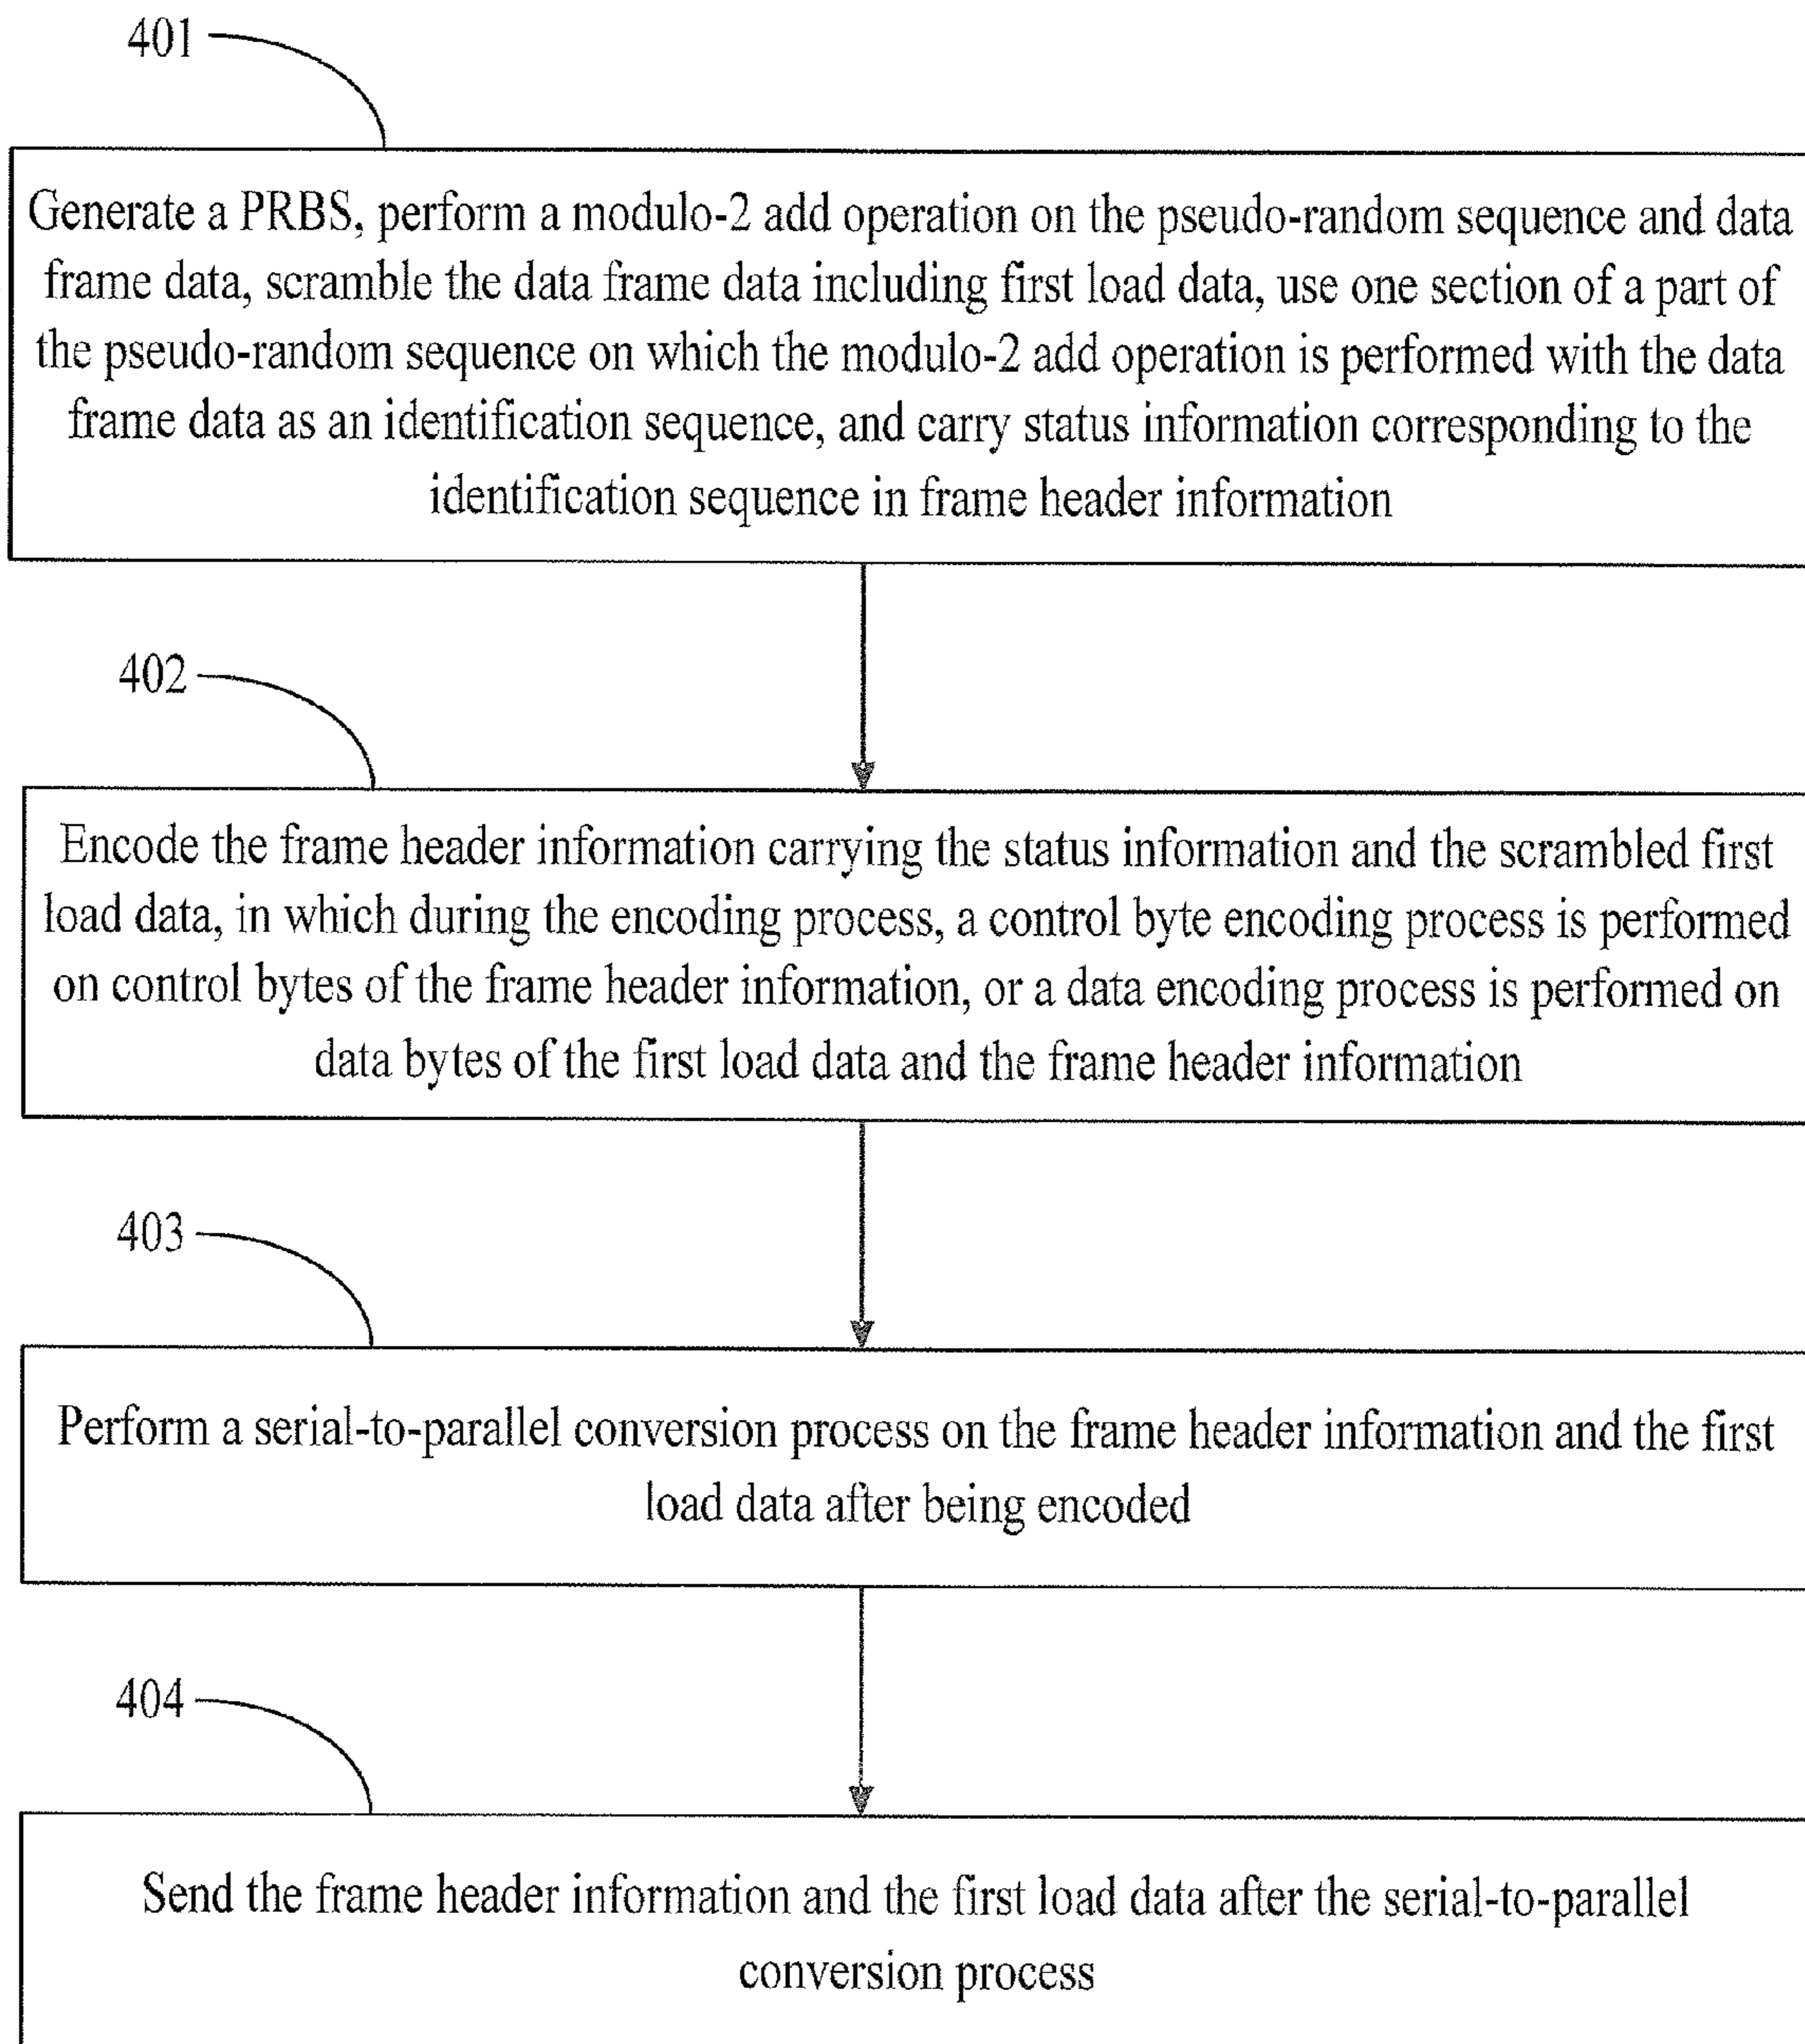 401
Generate a PRBS, perform a modulo-2 add operation on the pseudo-random sequence and data
frame data, scramble the data frame data including first load data, use one section of a part of
the pseudo-random sequence on which the modulo-2 add operation is performed with the data
frame data as an identification sequence, and carry status information corresponding to the
identification sequence in frame header information
402
Encode the frame header information carrying the status information and the scrambled first
load data, in which during the encoding process, a control byte encoding process is performed
on control bytes of the frame header information, or a data encoding process is performed on
data bytes of the first load data and the frame header information
403
Perform a serial-to-parallel conversion process on the frame header information and the first
load data after being encoded
404
Send the frame header information and the first load data after the serial-to-parallel
conversion process